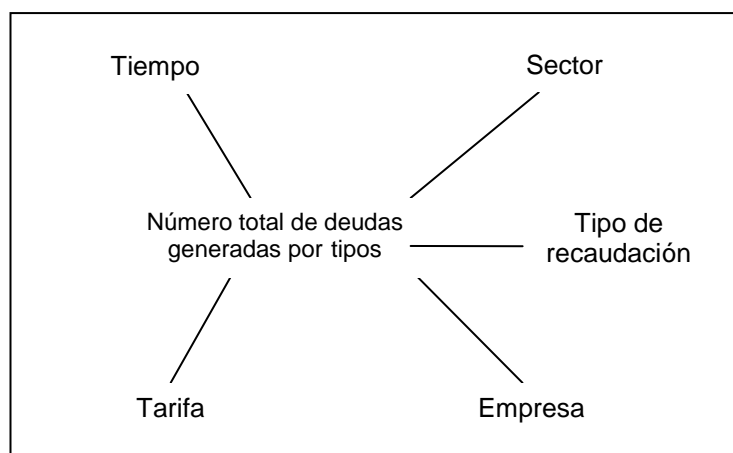 Tiempo
Sector
Número total de deudas
generadas por tipos
Tipo de
recaudación
Tarifa
Empresa